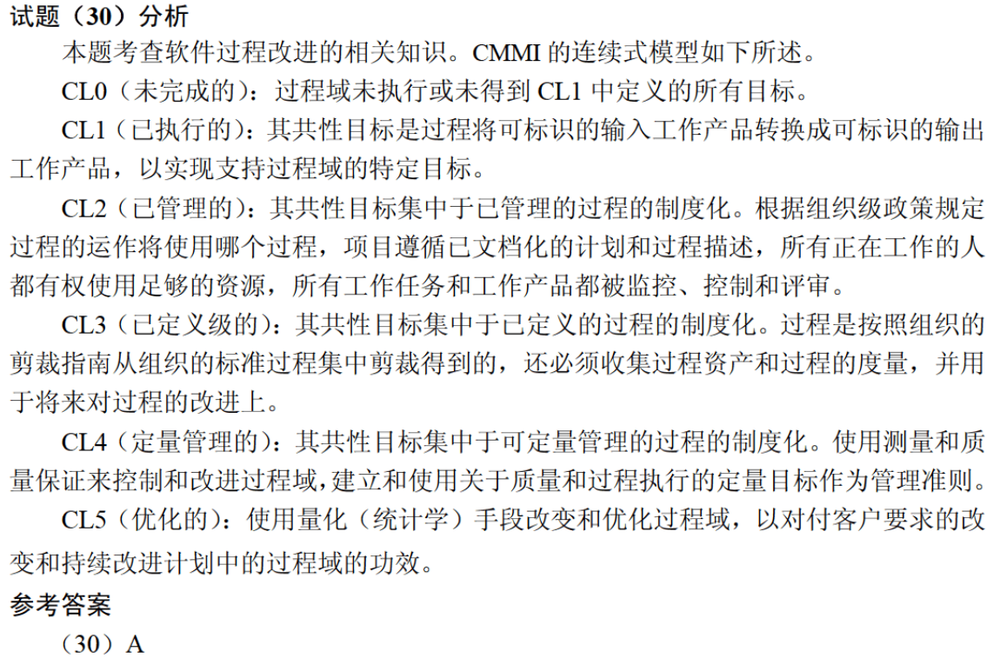 试题（30）分析
本题考查软件过程改进的相关知识。CMMI 的连续式模型如下所述。
CL0（未完成的）：过程域未执行或未得到 CL1 中定义的所有目标。
CL1（已执行的）：其共性目标是过程将可标识的输入工作产品转换成可标识的输出
工作产品，以实现支持过程域的特定目标。
CL2（已管理的）：其共性目标集中于已管理的过程的制度化。根据组织级政策规定
过程的运作将使用哪个过程，项目遵循已文档化的计划和过程描述，所有正在工作的人
都有权使用足够的资源，所有工作任务和工作产品都被监控、控制和评审。
CL3（已定义级的）：其共性目标集中于已定义的过程的制度化。过程是按照组织的
剪裁指南从组织的标准过程集中剪裁得到的，还必须收集过程资产和过程的度量，并用
于将来对过程的改进上。
CL4（定量管理的）：其共性目标集中于可定量管理的过程的制度化。使用测量和质
量保证来控制和改进过程域，建立和使用关于质量和过程执行的定量目标作为管理准则。
CL5（优化的）：使用量化（统计学）手段改变和优化过程域，以对付客户要求的改
变和持续改进计划中的过程域的功效。
参考答案
（30）A